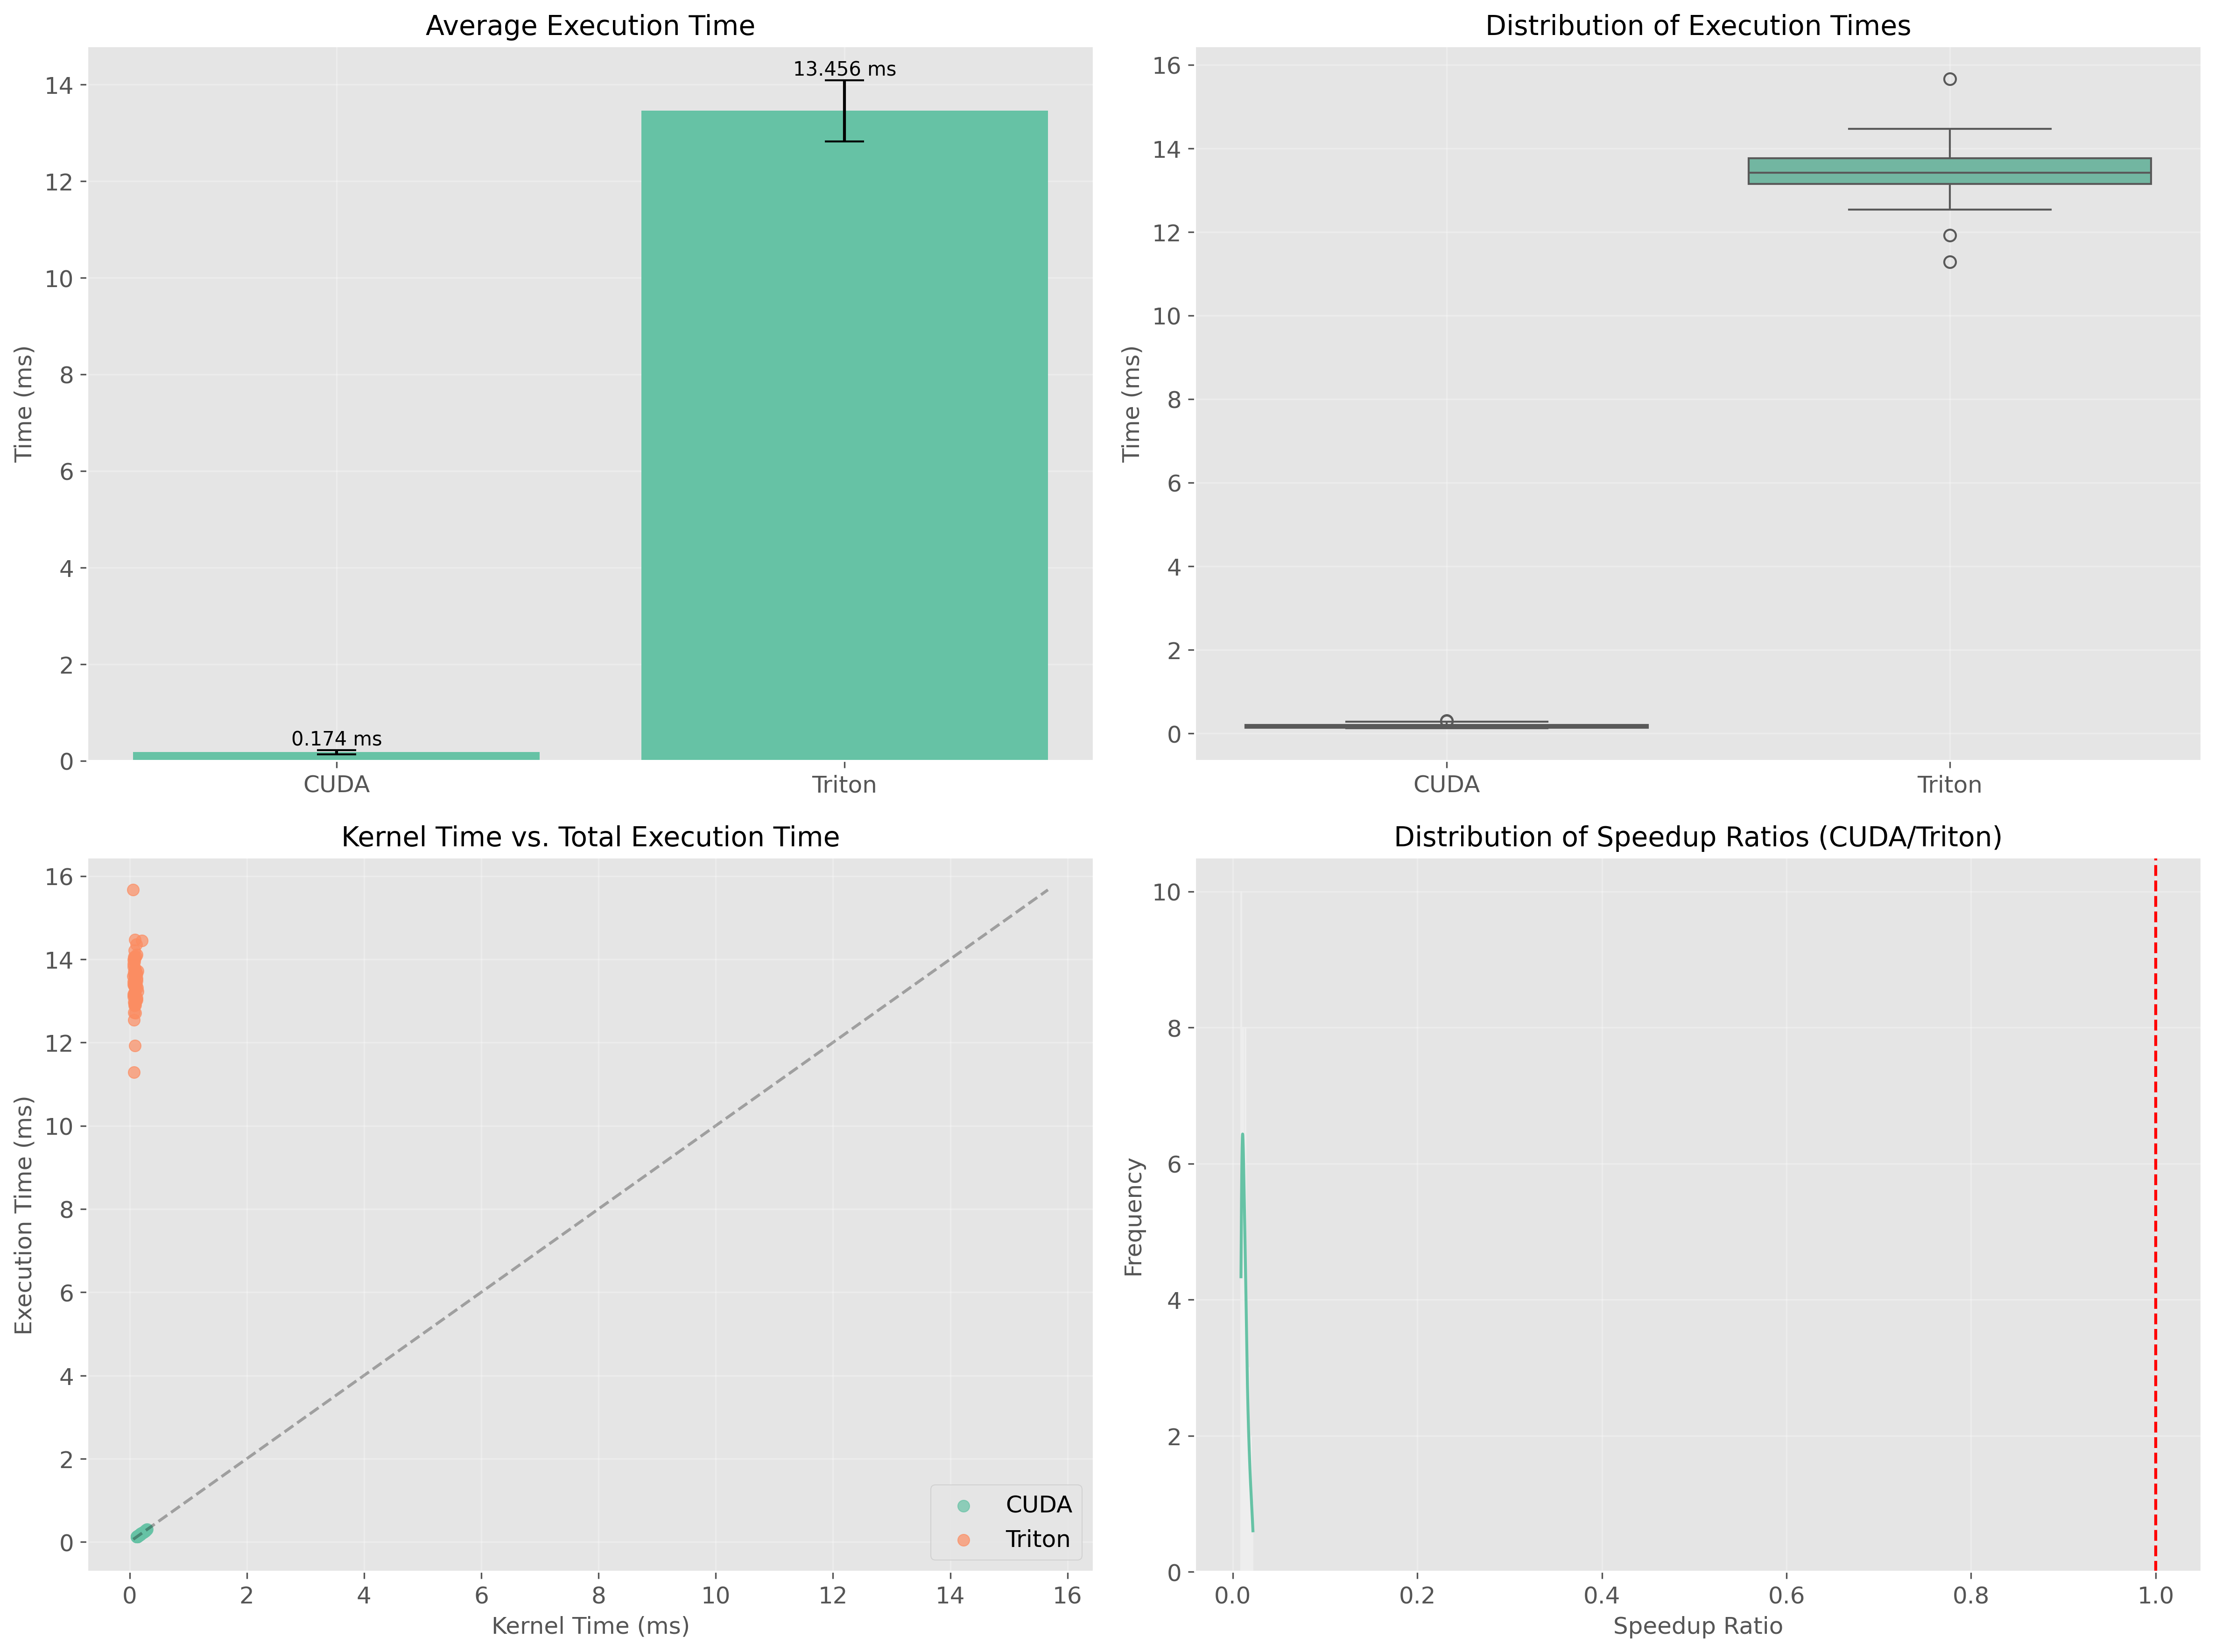 Average Execution Time
Time (ms)
14
12
10
8
6
4
2
0
13.456 ms
0.174 ms
CUDA
Triton
Distribution of Execution Times
Time (ms)
16
14
12
10
8
6
4
2
0
CUDA
Triton
Kernel Time vs. Total Execution Time
Execution Time (ms)
16
14
12
10
8
6
4
2
0
CUDA
Triton
0 2 4 6 8 10 12 14 16
Kernel Time (ms)
Distribution of Speedup Ratios (CUDA/Triton)
Frequency
10
8
6
4
2
0
0.0 0.2 0.4 0.6 0.8 1.0
Speedup Ratio